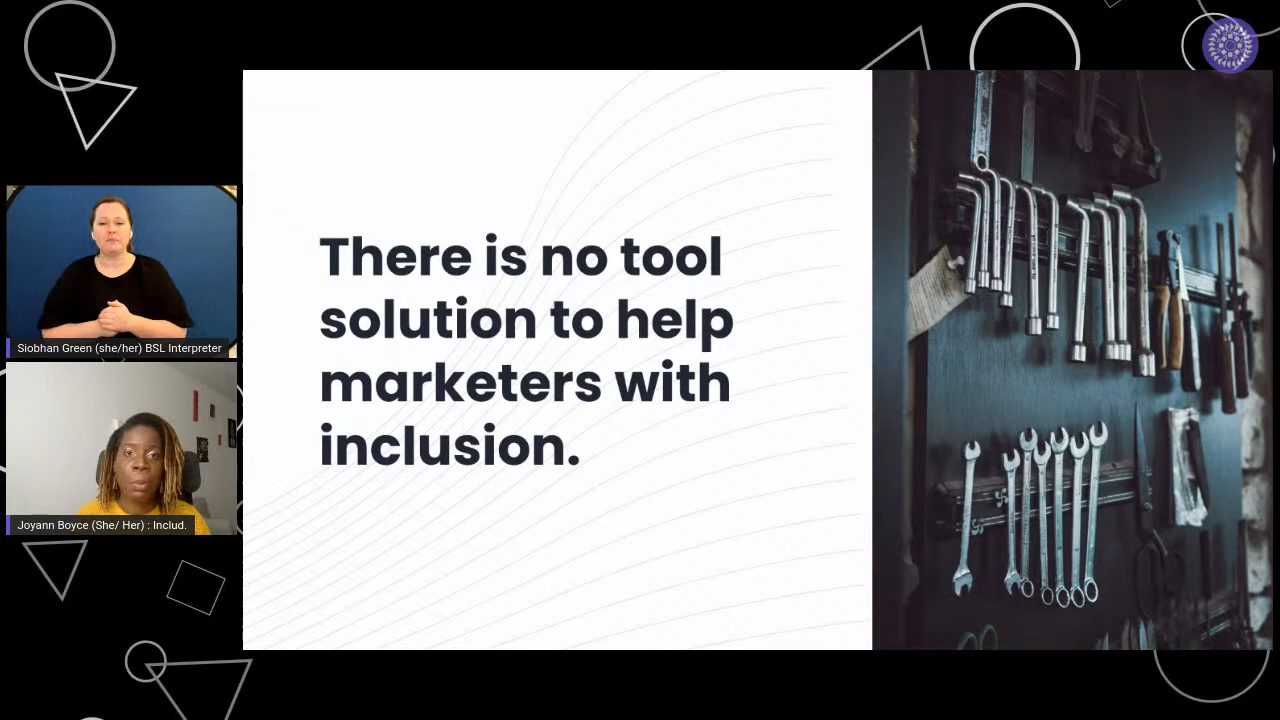 Siobhan Green (she/her) BSL Interpreter
Joyann Boyce (She/ Her) : Includ.
There is no tool
solution to help
marketers with
inclusion.